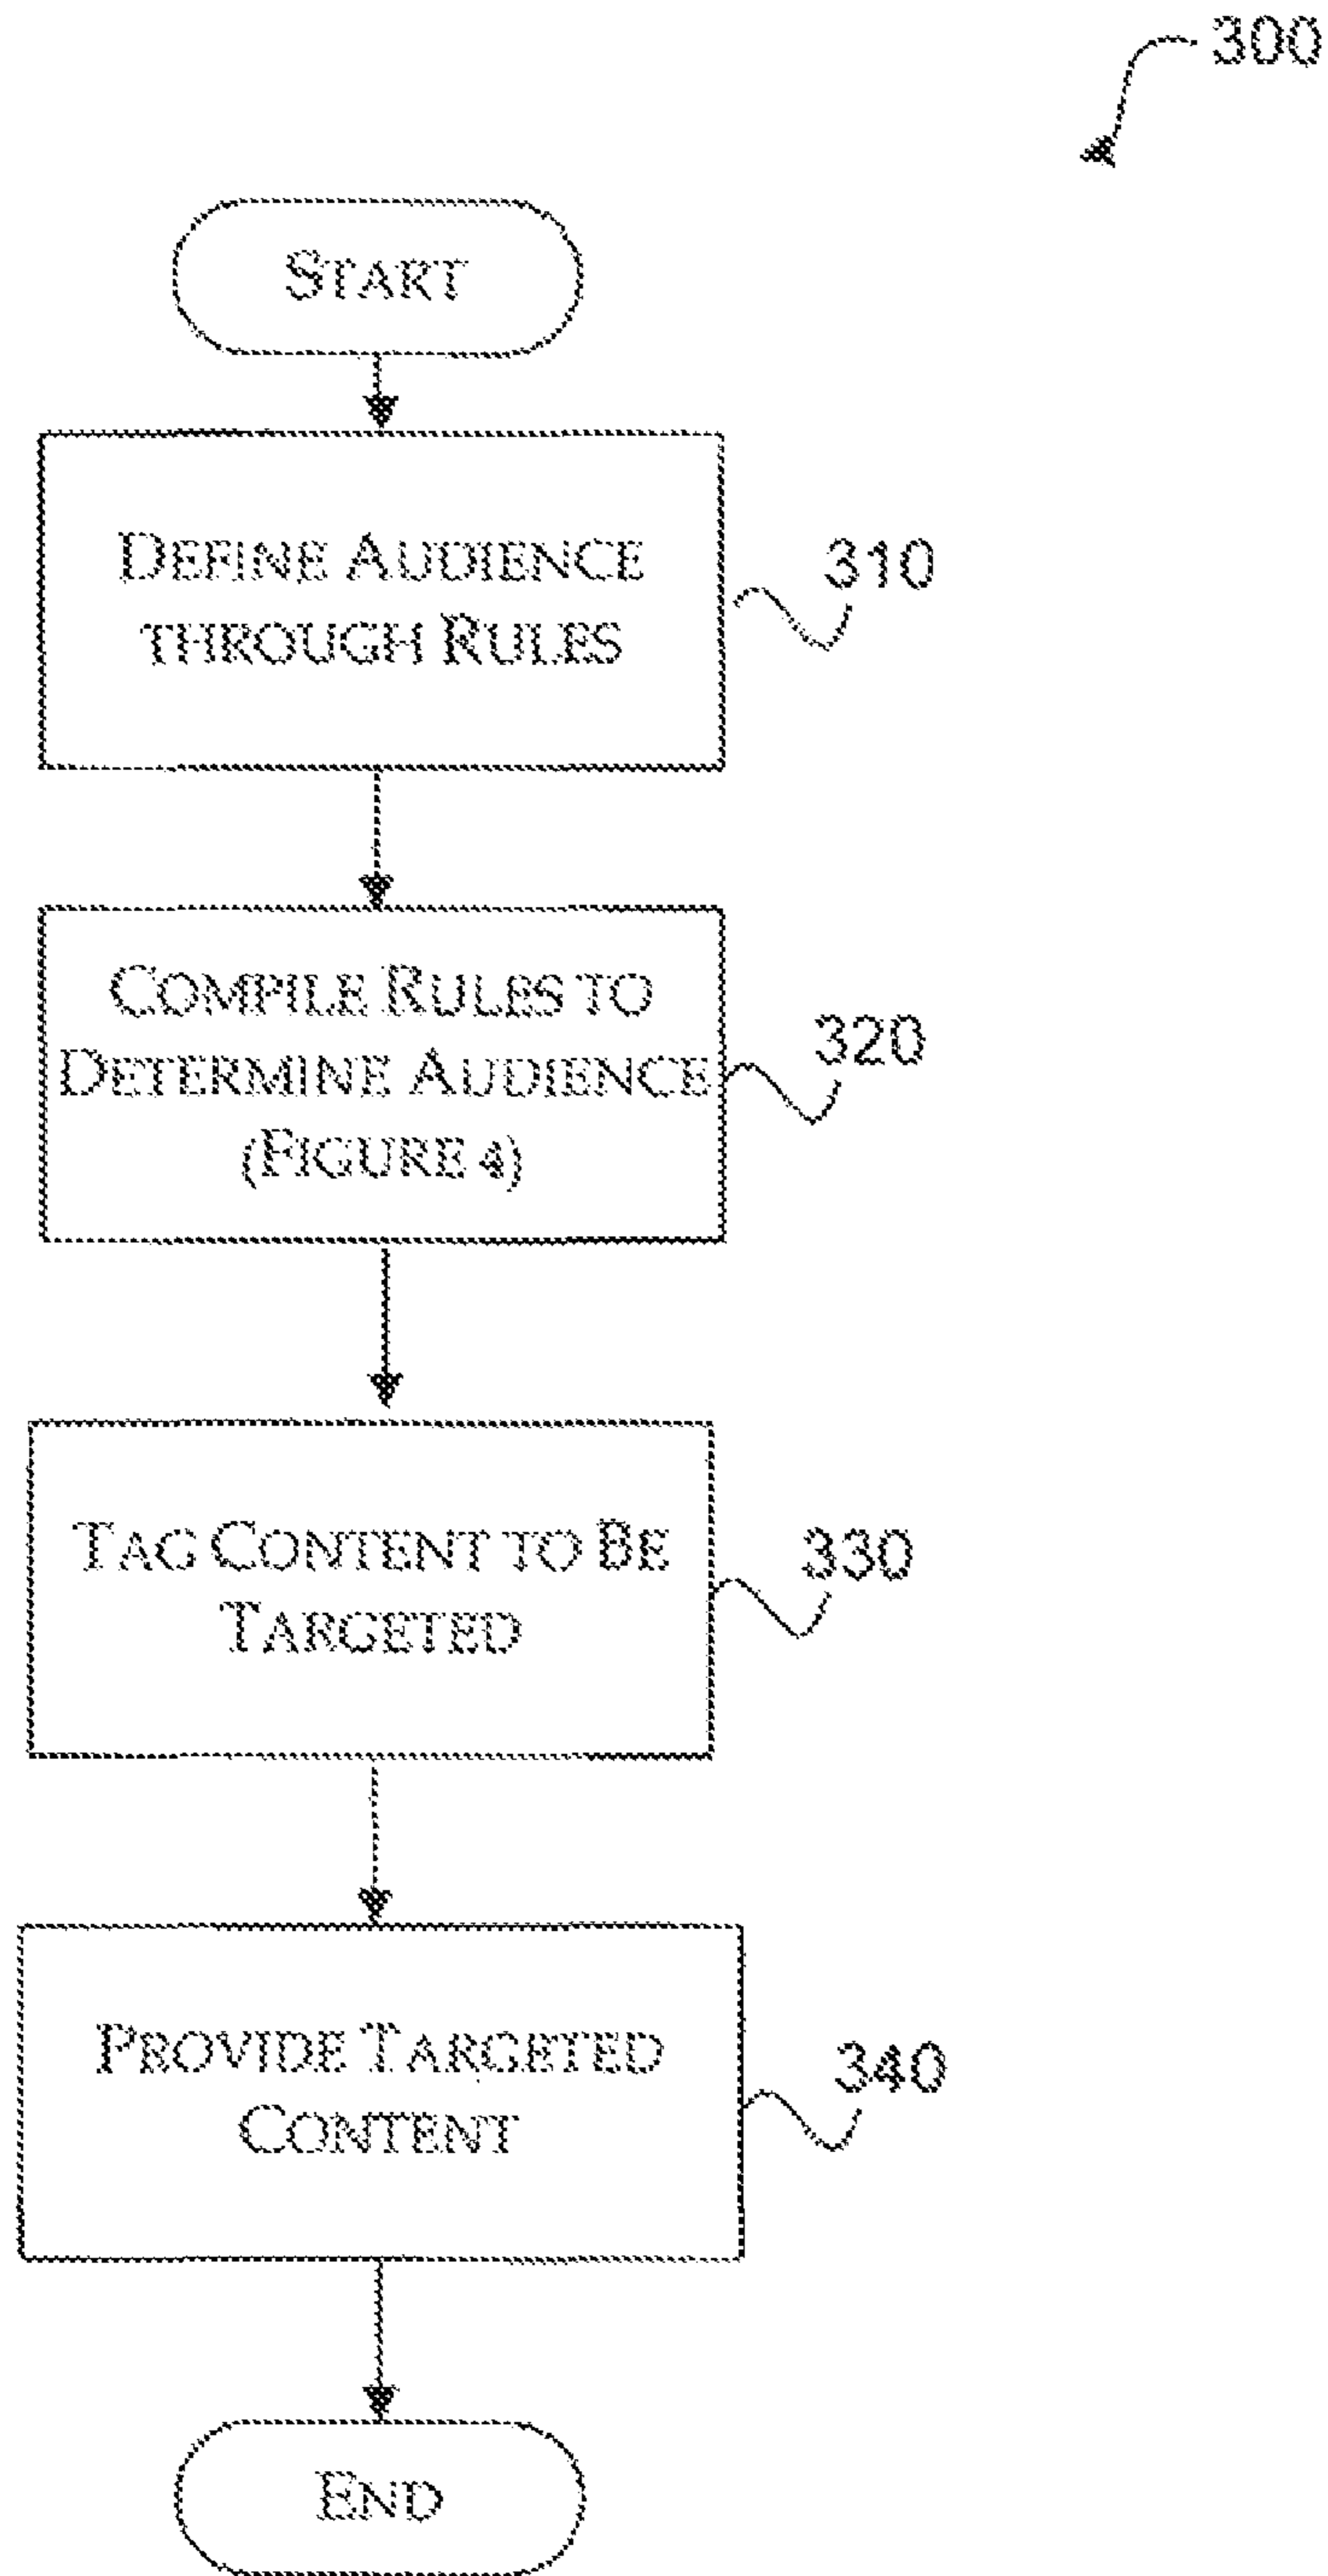 300
START
DEFINE AUDIENCE
THROUGH RULES
310
COMPILE RULES TO
DETERMINE AUDIENCE
(FIGURE 4)
320
TAG CONTENT TO BE
TARGETED
330
PROVIDE TARGETED
CONTENT
340
END